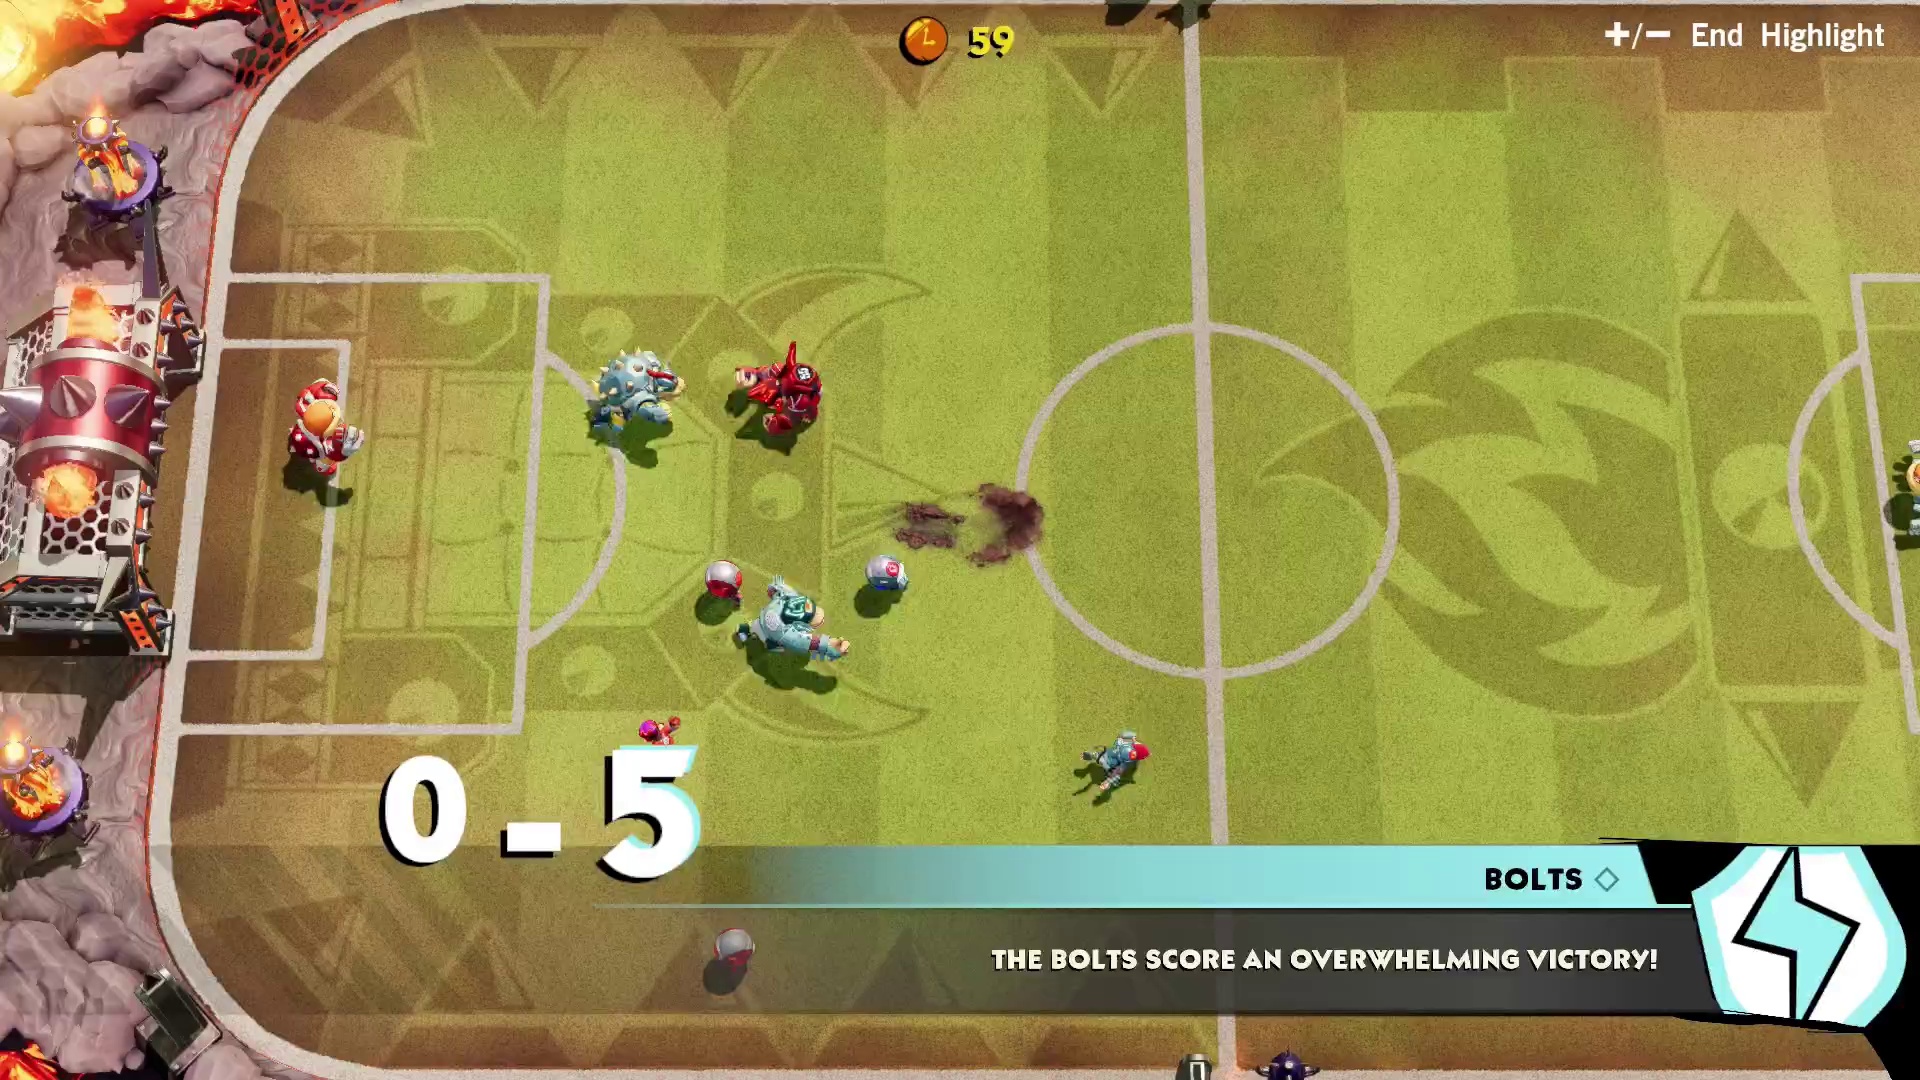 59
+/− End Highlight
0 - 5
BOLTS
THE BOLTS SCORE AN OVERWHELMING VICTORY!